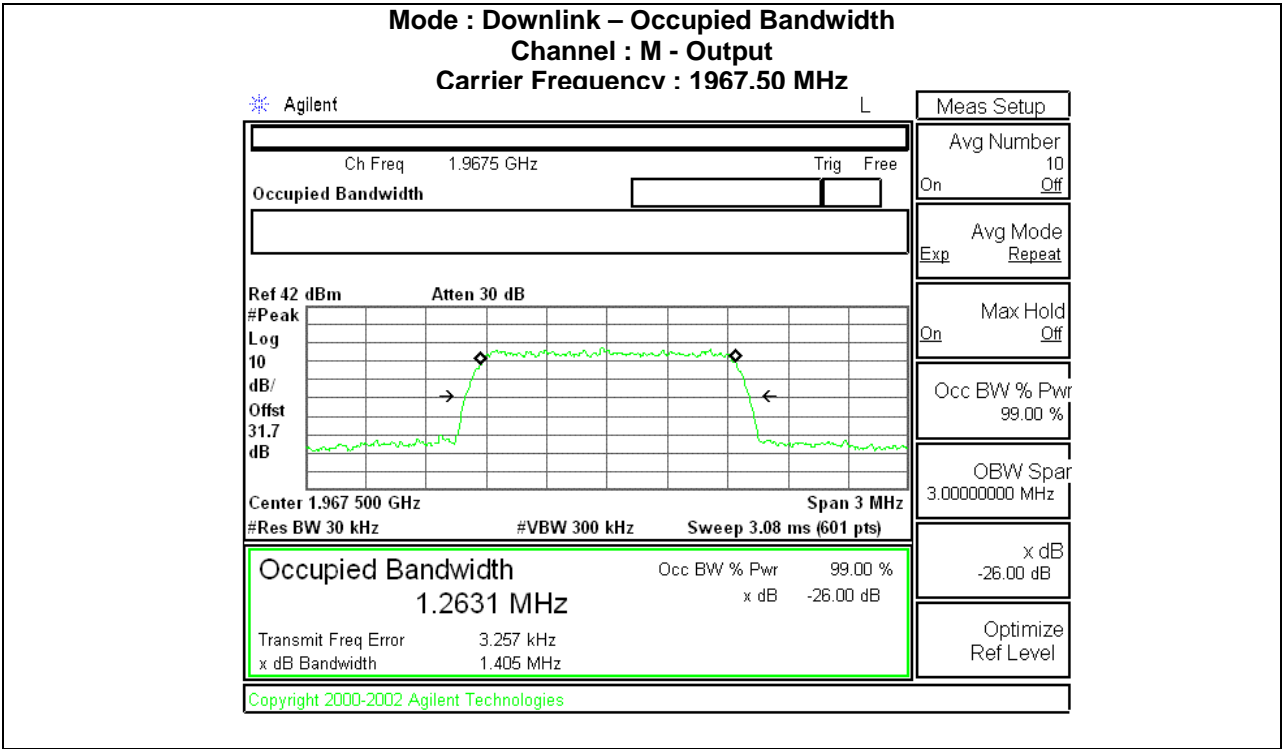 Mode : Downlink – Occupied Bandwidth
Channel : M - Output
Carrier Frequency : 1967.50 MHz
Agilent L
Meas Setup
Ch Freq 1.9675 GHz Trig Free
Occupied Bandwidth
Avg Number
10
On Off
Avg Mode
Exp Repeat
Max Hold
On Off
Occ BW % Pwr
99.00 %
OBW Span
3.00000000 MHz
x dB
-26.00 dB
Optimize
Ref Level
Ref 42 dBm Atten 30 dB
#Peak
Log
10
dB/
Offst
31.7
dB
Center 1.967 500 GHz Span 3 MHz
#Res BW 30 kHz #VBW 300 kHz Sweep 3.08 ms (601 pts)
Occupied Bandwidth Occ BW % Pwr 99.00 %
1.2631 MHz x dB -26.00 dB
Transmit Freq Error 3.257 kHz
x dB Bandwidth 1.405 MHz
Copyright 2000-2002 Agilent Technologies